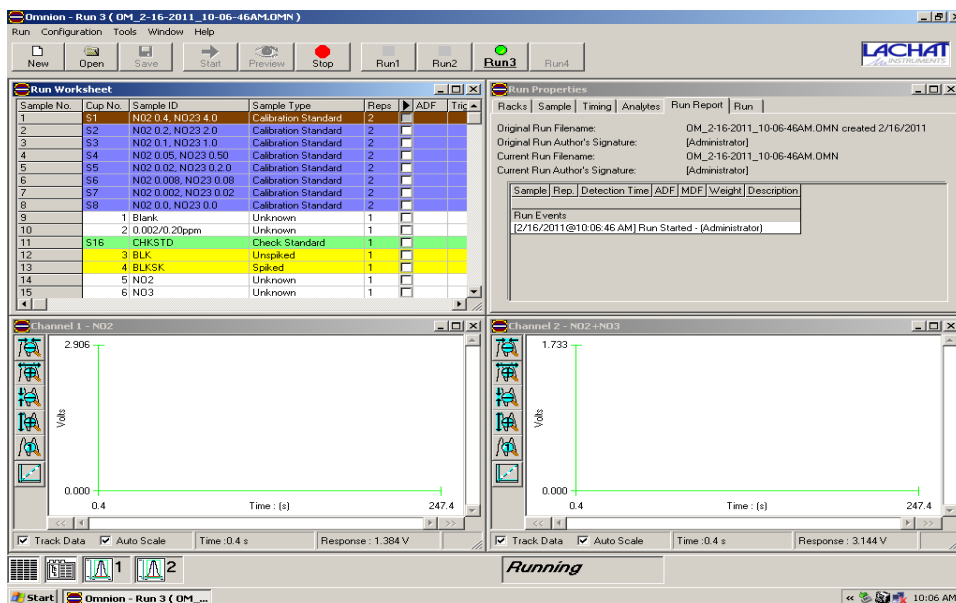 Omnion - Run 3 ( OM_2-16-2011_10-06-46AM.OMN )
Run Configuration Tools Window Help
New Open Save Start Preview Stop Run1 Run2 Run3 Run4
LACHAT
INSTRUMENTS
Run Worksheet
Sample No. Cup No. Sample ID Sample Type Reps ADF Trig
1 S1 N02 0.4, NO23 4.0 Calibration Standard 2
2 S2 N02 0.2, NO23 2.0 Calibration Standard 2
3 S3 N02 0.1, NO23 1.0 Calibration Standard 2
4 S4 N02 0.05, NO23 0.50 Calibration Standard 2
5 S5 N02 0.02, NO23 0.2.0 Calibration Standard 2
6 S6 N02 0.008, NO23 0.08 Calibration Standard 2
7 S7 N02 0.002, NO23 0.02 Calibration Standard 2
8 S8 N02 0.0, NO23 0.0 Calibration Standard 2
9 1 Blank Unknown 1
10 2 0.002/0.20ppm Unknown 1
11 S16 CHKSTD Check Standard 1
12 3 BLK Unspiked 1
13 4 BLKSK Spiked 1
14 5 NO2 Unknown 1
15 6 NO3 Unknown 1
Run Properties
Racks Sample Timing Analytes Run Report Run
Original Run Filename: OM_2-16-2011_10-06-46AM.OMN created 2/16/2011
Original Run Author's Signature: [Administrator]
Current Run Filename: OM_2-16-2011_10-06-46AM.OMN
Current Run Author's Signature: [Administrator]
Sample Rep. Detection Time ADF MDF Weight Description
Run Events
[2/16/2011@10:06:46 AM] Run Started - (Administrator)
Channel 1 - NO2
2.906
Volts
0.000
0.4 Time : (s) 247.4
<< >>
Track Data Auto Scale Time :0.4 s Response : 1.384 V
Channel 2 - NO2+NO3
1.733
Volts
0.000
0.4 Time : (s) 247.4
<< >>
Track Data Auto Scale Time :0.4 s Response : 3.144 V
1 2 Running
Start Omnion - Run 3 ( OM_... « 10:06 AM